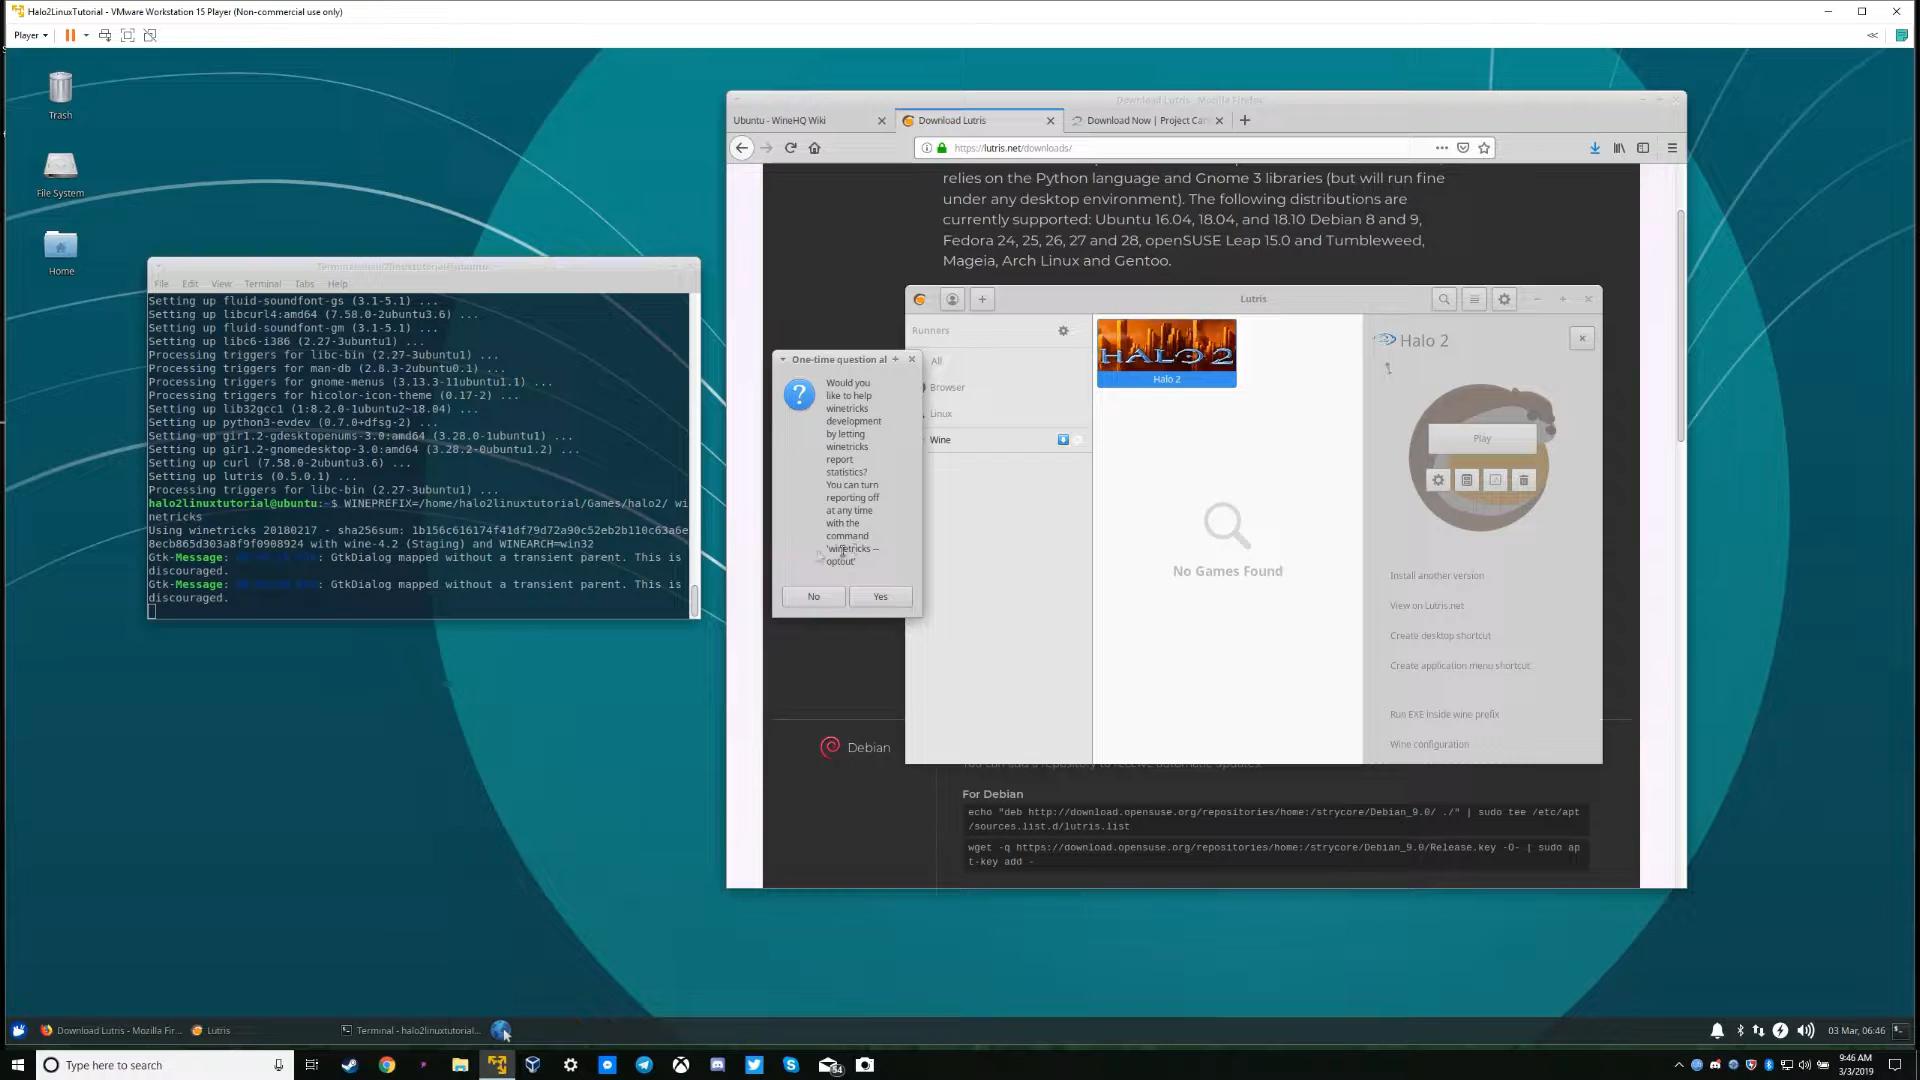 Halo2LinuxTutorial - VMware Workstation 15 Player (Non-commercial use only)
Player
Trash
File System
Home
Download Lutris - Mozilla Firefox
Ubuntu - WineHQ Wiki
Download Lutris
Download Now | Project Car
https://lutris.net/downloads/
relies on the Python language and Gnome 3 libraries (but will run fine
under any desktop environment). The following distributions are
currently supported: Ubuntu 16.04, 18.04, and 18.10 Debian 8 and 9,
Fedora 24, 25, 26, 27 and 28, openSUSE Leap 15.0 and Tumbleweed,
Mageia, Arch Linux and Gentoo.
Terminal - halo2linuxtutorial@ubuntu:
File Edit View Terminal Tabs Help
Setting up fluid-soundfont-gs (3.1-5.1) ...
Setting up libcurl4:amd64 (7.58.0-2ubuntu3.6) ...
Setting up fluid-soundfont-gm (3.1-5.1) ...
Setting up libc6-i386 (2.27-3ubuntu1) ...
Processing triggers for libc-bin (2.27-3ubuntu1) ...
Processing triggers for man-db (2.8.3-2ubuntu0.1) ...
Processing triggers for gnome-menus (3.13.3-11ubuntu1.1) ...
Processing triggers for hicolor-icon-theme (0.17-2) ...
Setting up lib32gcc1 (1:8.2.0-1ubuntu2~18.04) ...
Setting up python3-evdev (0.7.0+dfsg-2) ...
Setting up gir1.2-gdesktopenums-3.0:amd64 (3.28.0-1ubuntu1) ...
Setting up gir1.2-gnomedesktop-3.0:amd64 (3.28.2-0ubuntu1.2) ...
Setting up curl (7.58.0-2ubuntu3.6) ...
Setting up lutris (0.5.0.1) ...
Processing triggers for libc-bin (2.27-3ubuntu1) ...
halo2linuxtutorial@ubuntu:~$ WINEPREFIX=/home/halo2linuxtutorial/Games/halo2/ wi
netricks
Using winetricks 20180217 - sha256sum: 1b156c616174f41df79d72a90c52eb2b110c63a6e
8ecb865d303a8f9f0908924 with wine-4.2 (Staging) and WINEARCH=win32
Gtk-Message: : GtkDialog mapped without a transient parent. This is
discouraged.
Gtk-Message: : GtkDialog mapped without a transient parent. This is
discouraged.
One-time question al
Would you
like to help
winetricks
development
by letting
winetricks
report
statistics?
You can turn
reporting off
at any time
with the
command
'winetricks --
optout'
No Yes
Lutris
Runners
All
Browser
Linux
Wine
HALO 2
Halo 2
No Games Found
Halo 2
Play
Install another version
View on Lutris.net
Create desktop shortcut
Create application menu shortcut
Run EXE inside wine prefix
Wine configuration
Debian
You can add a repository to receive automatic updates.
For Debian
echo "deb http://download.opensuse.org/repositories/home:/strycore/Debian_9.0/ ./" | sudo tee /etc/apt
/sources.list.d/lutris.list
wget -q https://download.opensuse.org/repositories/home:/strycore/Debian_9.0/Release.key -O- | sudo ap
t-key add -
Download Lutris - Mozilla Fir...
Lutris
Terminal - halo2linuxtutorial...
03 Mar, 06:46
Type here to search
54
9:46 AM
3/3/2019